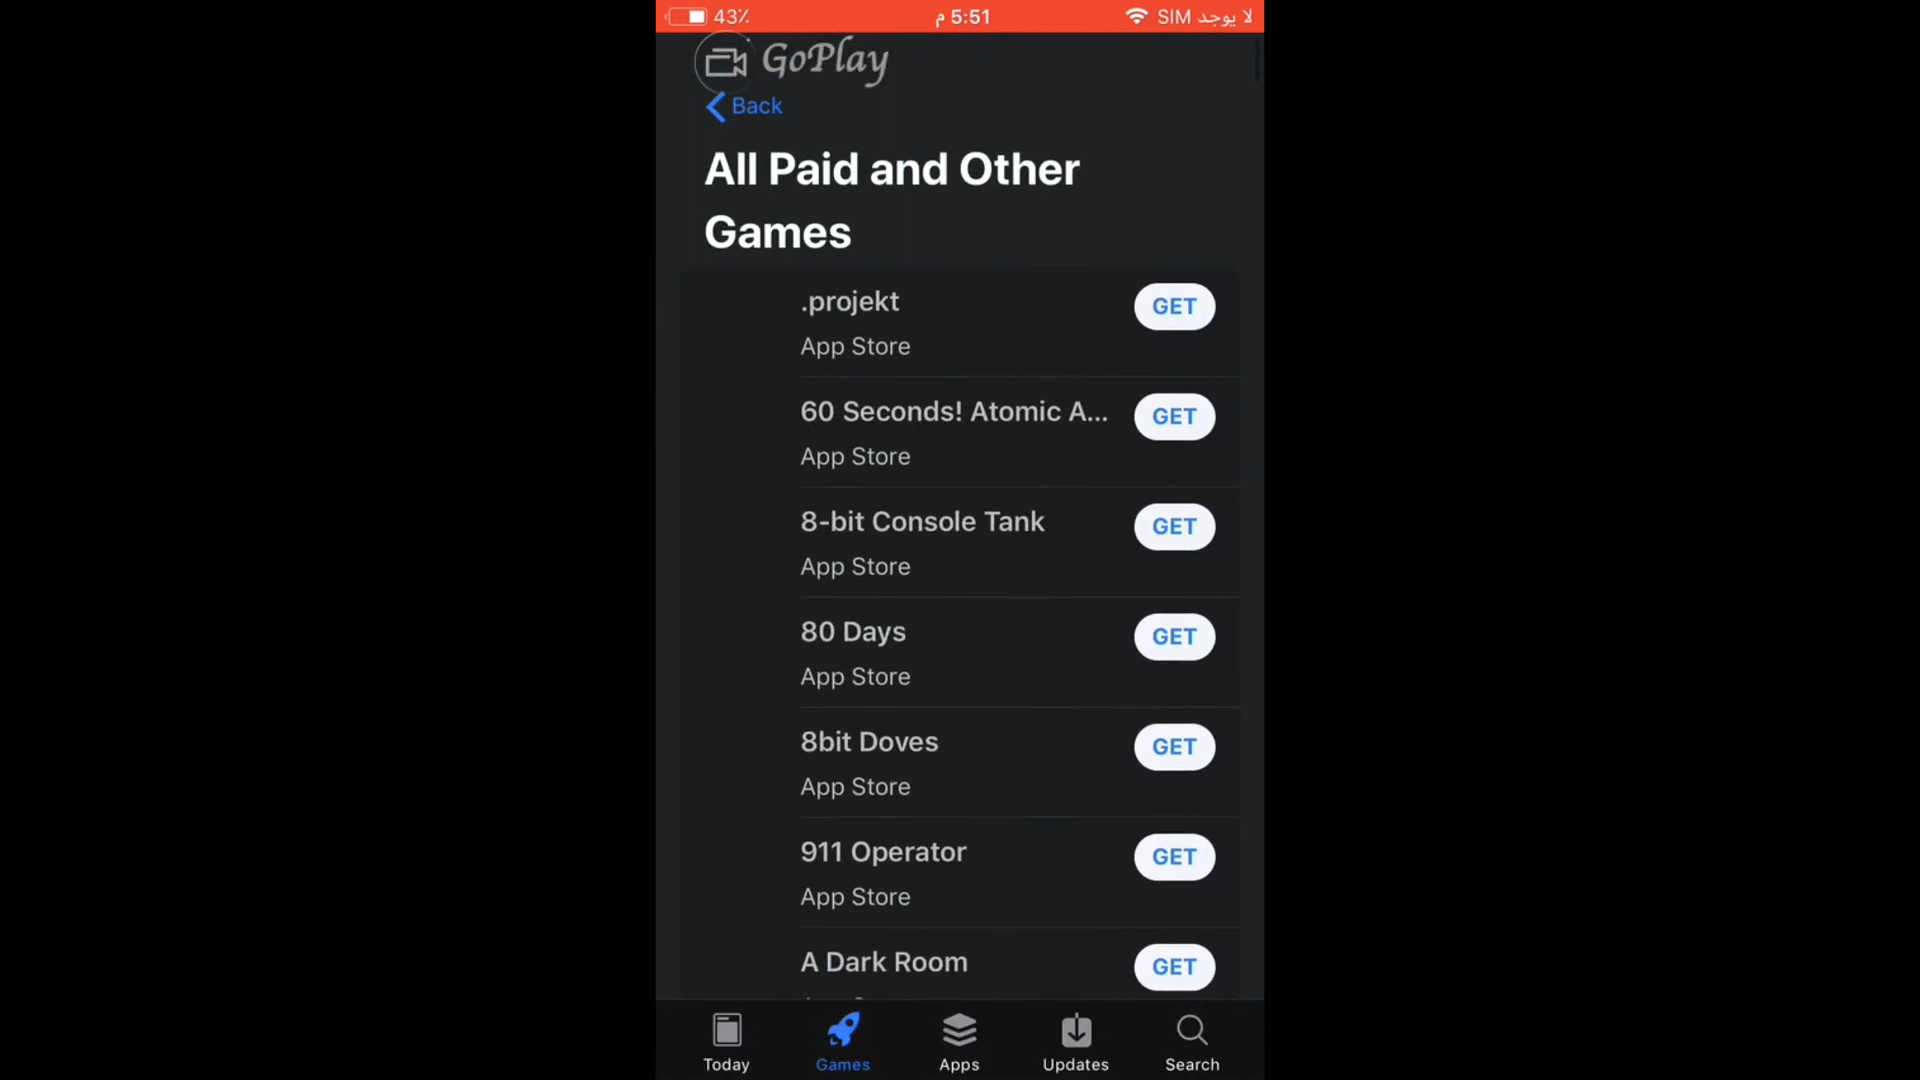 43٪
5:51 م
لا يوجد SIM
GoPlay
Back
All Paid and Other
Games
.projekt
GET
App Store
60 Seconds! Atomic A...
GET
App Store
8-bit Console Tank
GET
App Store
80 Days
GET
App Store
8bit Doves
GET
App Store
911 Operator
GET
App Store
A Dark Room
GET
Today
Games
Apps
Updates
Search